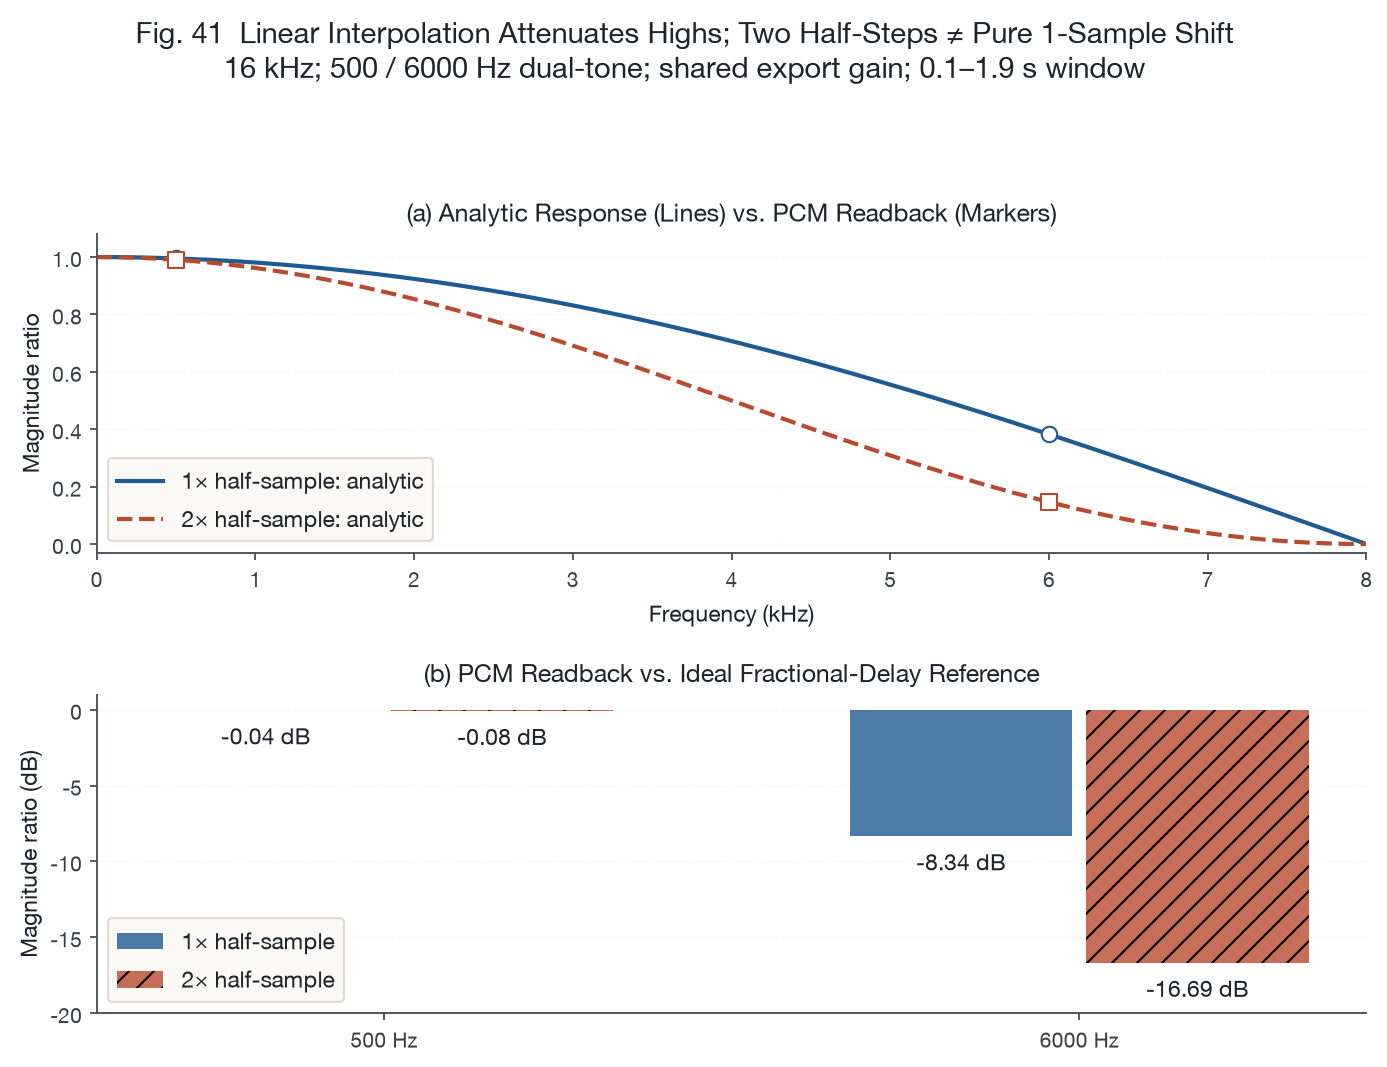 Fig. 41  Linear Interpolation Attenuates Highs; Two Half-Steps ≠ Pure 1-Sample Shift
16 kHz; 500 / 6000 Hz dual-tone; shared export gain; 0.1–1.9 s window
(a) Analytic Response (Lines) vs. PCM Readback (Markers)
Magnitude ratio
1.0
0.8
0.6
0.4
0.2
0.0
1× half-sample: analytic
2× half-sample: analytic
0 1 2 3 4 5 6 7 8
Frequency (kHz)
(b) PCM Readback vs. Ideal Fractional-Delay Reference
Magnitude ratio (dB)
0
-5
-10
-15
-20
-0.04 dB
-0.08 dB
-8.34 dB
-16.69 dB
1× half-sample
2× half-sample
500 Hz
6000 Hz